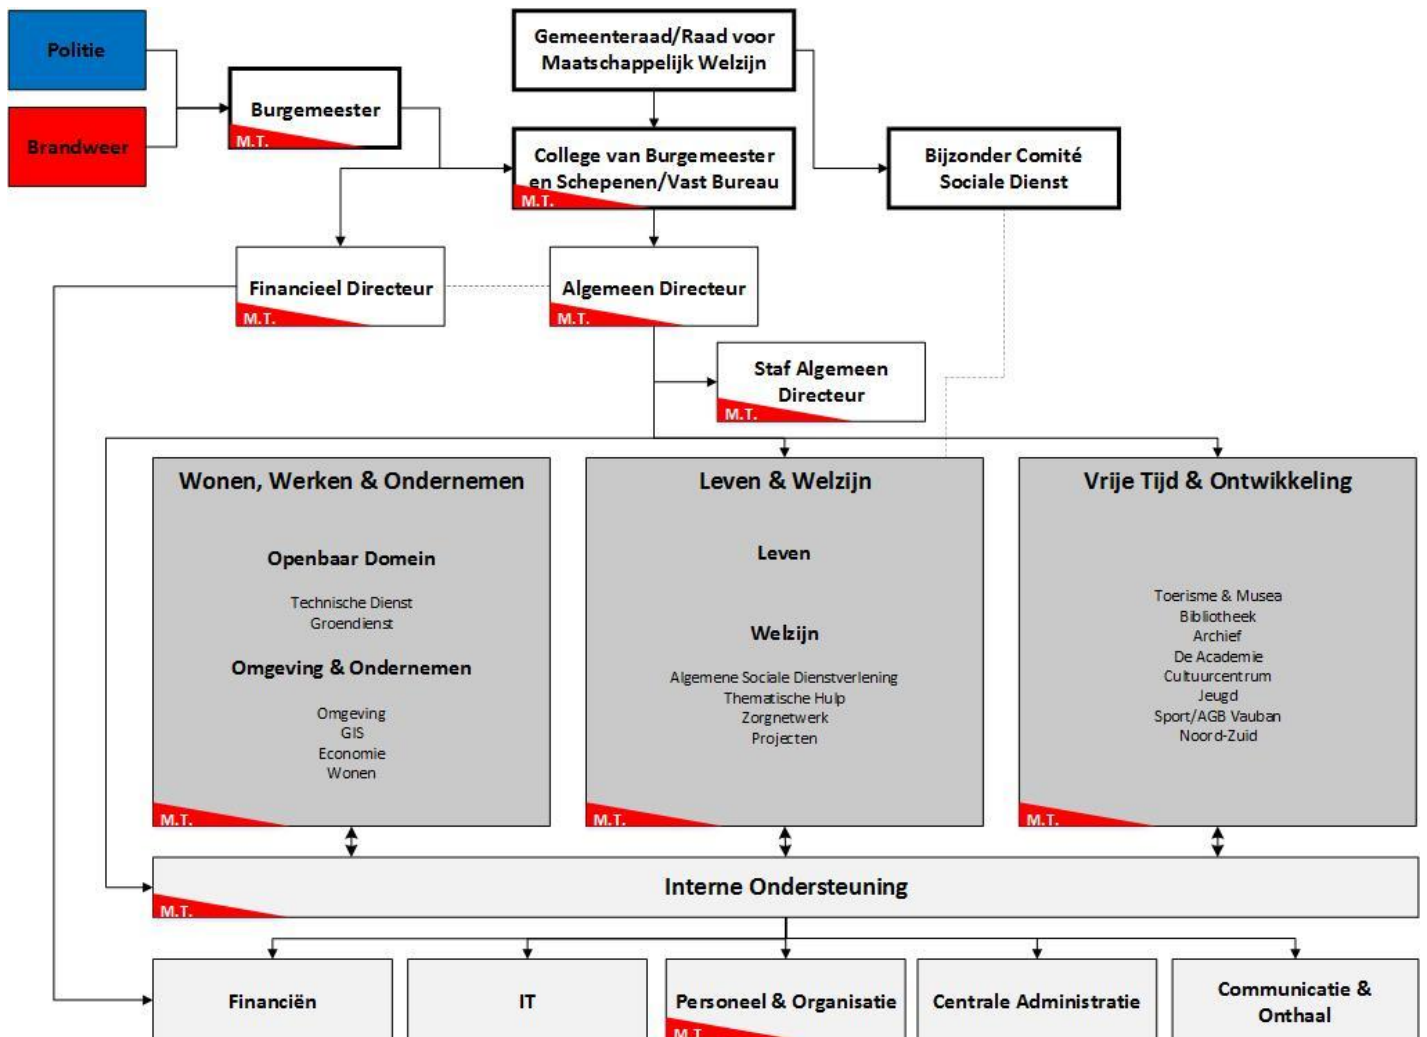 Politie
Brandweer
Burgemeester
M.T.
Gemeenteraad/Raad voor
Maatschappelijk Welzijn
College van Burgemeester
en Schepenen/Vast Bureau
M.T.
Bijzonder Comité
Sociale Dienst
Financieel Directeur
M.T.
Algemeen Directeur
M.T.
Staf Algemeen
Directeur
M.T.
Wonen, Werken & Ondernemen
Openbaar Domein
Technische Dienst
Groendienst
Omgeving & Ondernemen
Omgeving
GIS
Economie
Wonen
M.T.
Leven & Welzijn
Leven
Welzijn
Algemene Sociale Dienstverlening
Thematische Hulp
Zorgnetwerk
Projecten
M.T.
Vrije Tijd & Ontwikkeling
Toerisme & Musea
Bibliotheek
Archief
De Academie
Cultuurcentrum
Jeugd
Sport/AGB Vauban
Noord-Zuid
M.T.
Interne Ondersteuning
M.T.
Financiën
IT
Personeel & Organisatie
M.T.
Centrale Administratie
Communicatie &
Onthaal